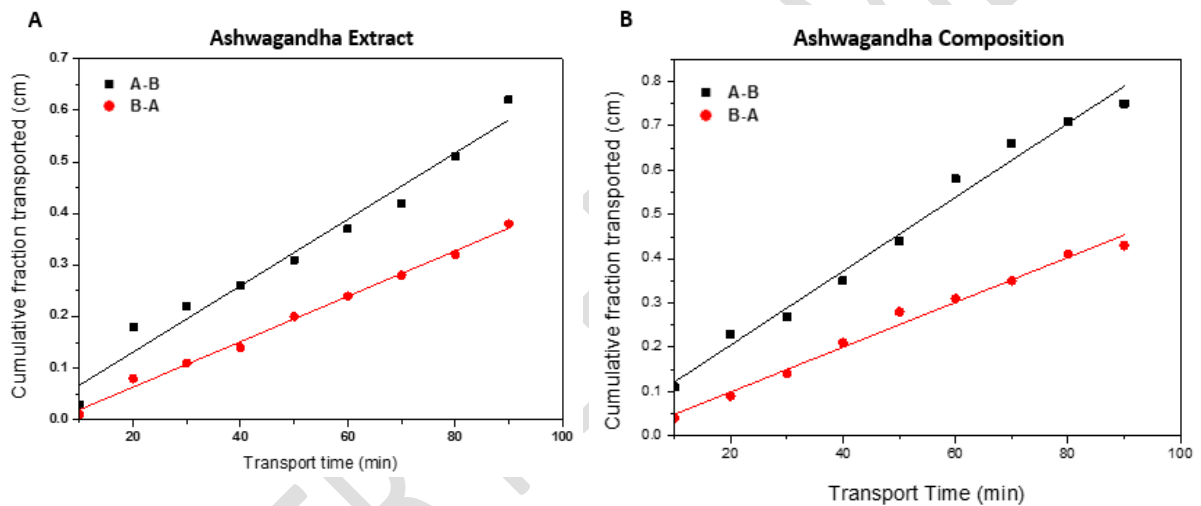 A
Ashwagandha Extract
A-B
B-A
Cumulative fraction transported (cm)
0.7
0.6
0.5
0.4
0.3
0.2
0.1
0.0
20 40 60 80 100
Transport time (min)
B
Ashwagandha Composition
A-B
B-A
Cumulative fraction transported (cm)
0.8
0.7
0.6
0.5
0.4
0.3
0.2
0.1
0.0
20 40 60 80 100
Transport Time (min)